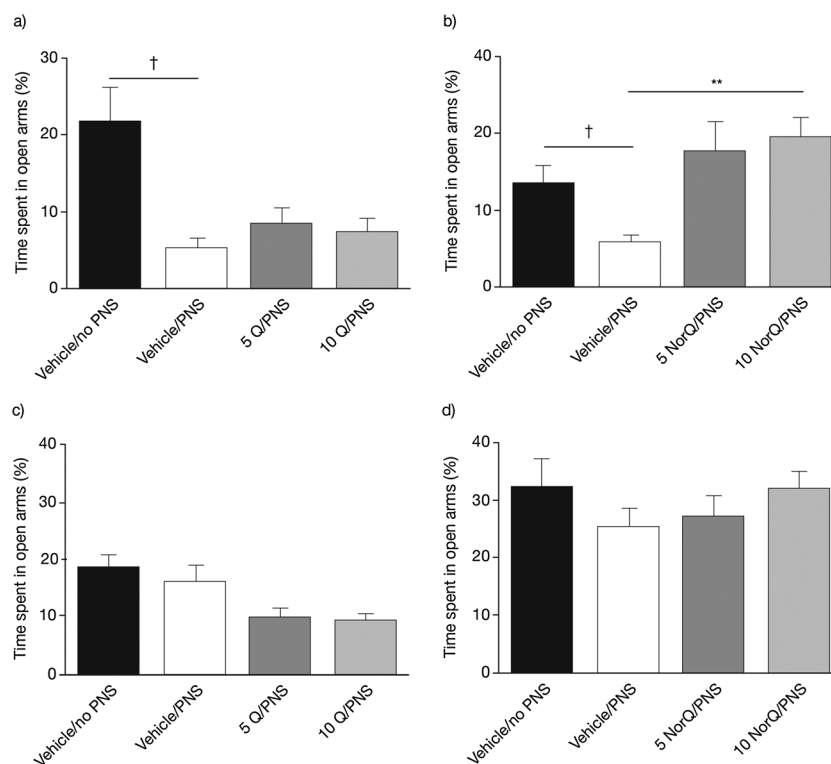 a)
Time spent in open arms (%)
30
20
10
0
†
Vehicle/no PNS
Vehicle/PNS
5 Q/PNS
10 Q/PNS
b)
Time spent in open arms (%)
40
20
10
0
†
**
Vehicle/no PNS
Vehicle/PNS
5 NorQ/PNS
10 NorQ/PNS
c)
Time spent in open arms (%)
40
30
20
10
0
Vehicle/no PNS
Vehicle/PNS
5 Q/PNS
10 Q/PNS
d)
Time spent in open arms (%)
40
30
20
10
0
Vehicle/no PNS
Vehicle/PNS
5 NorQ/PNS
10 NorQ/PNS